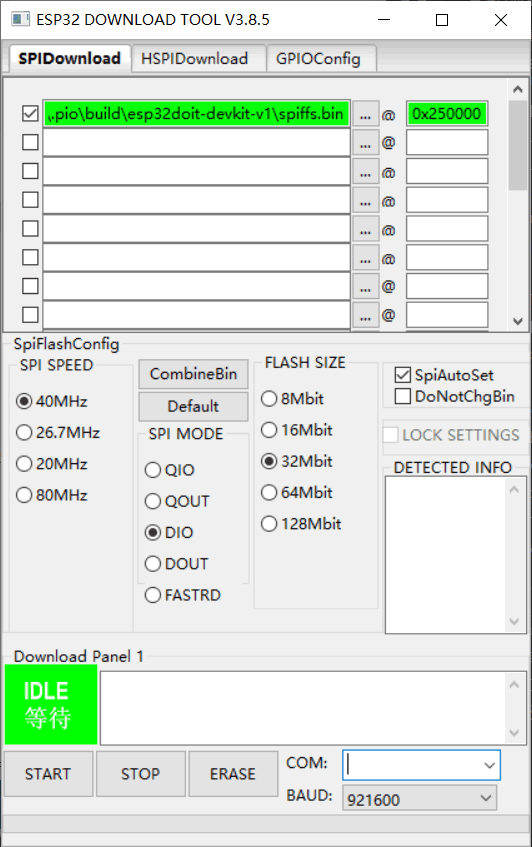 ESP32 DOWNLOAD TOOL V3.8.5
SPIDownload HSPIDownload GPIOConfig
.pio\build\esp32doit-devkit-v1\spiffs.bin ... @ 0x250000
... @
... @
... @
... @
... @
... @
... @
SpiFlashConfig
SPI SPEED
40MHz
26.7MHz
20MHz
80MHz
CombineBin
Default
SPI MODE
QIO
QOUT
DIO
DOUT
FASTRD
FLASH SIZE
8Mbit
16Mbit
32Mbit
64Mbit
128Mbit
SpiAutoSet
DoNotChgBin
LOCK SETTINGS
DETECTED INFO
Download Panel 1
IDLE
等待
START STOP ERASE
COM:
BAUD: 921600